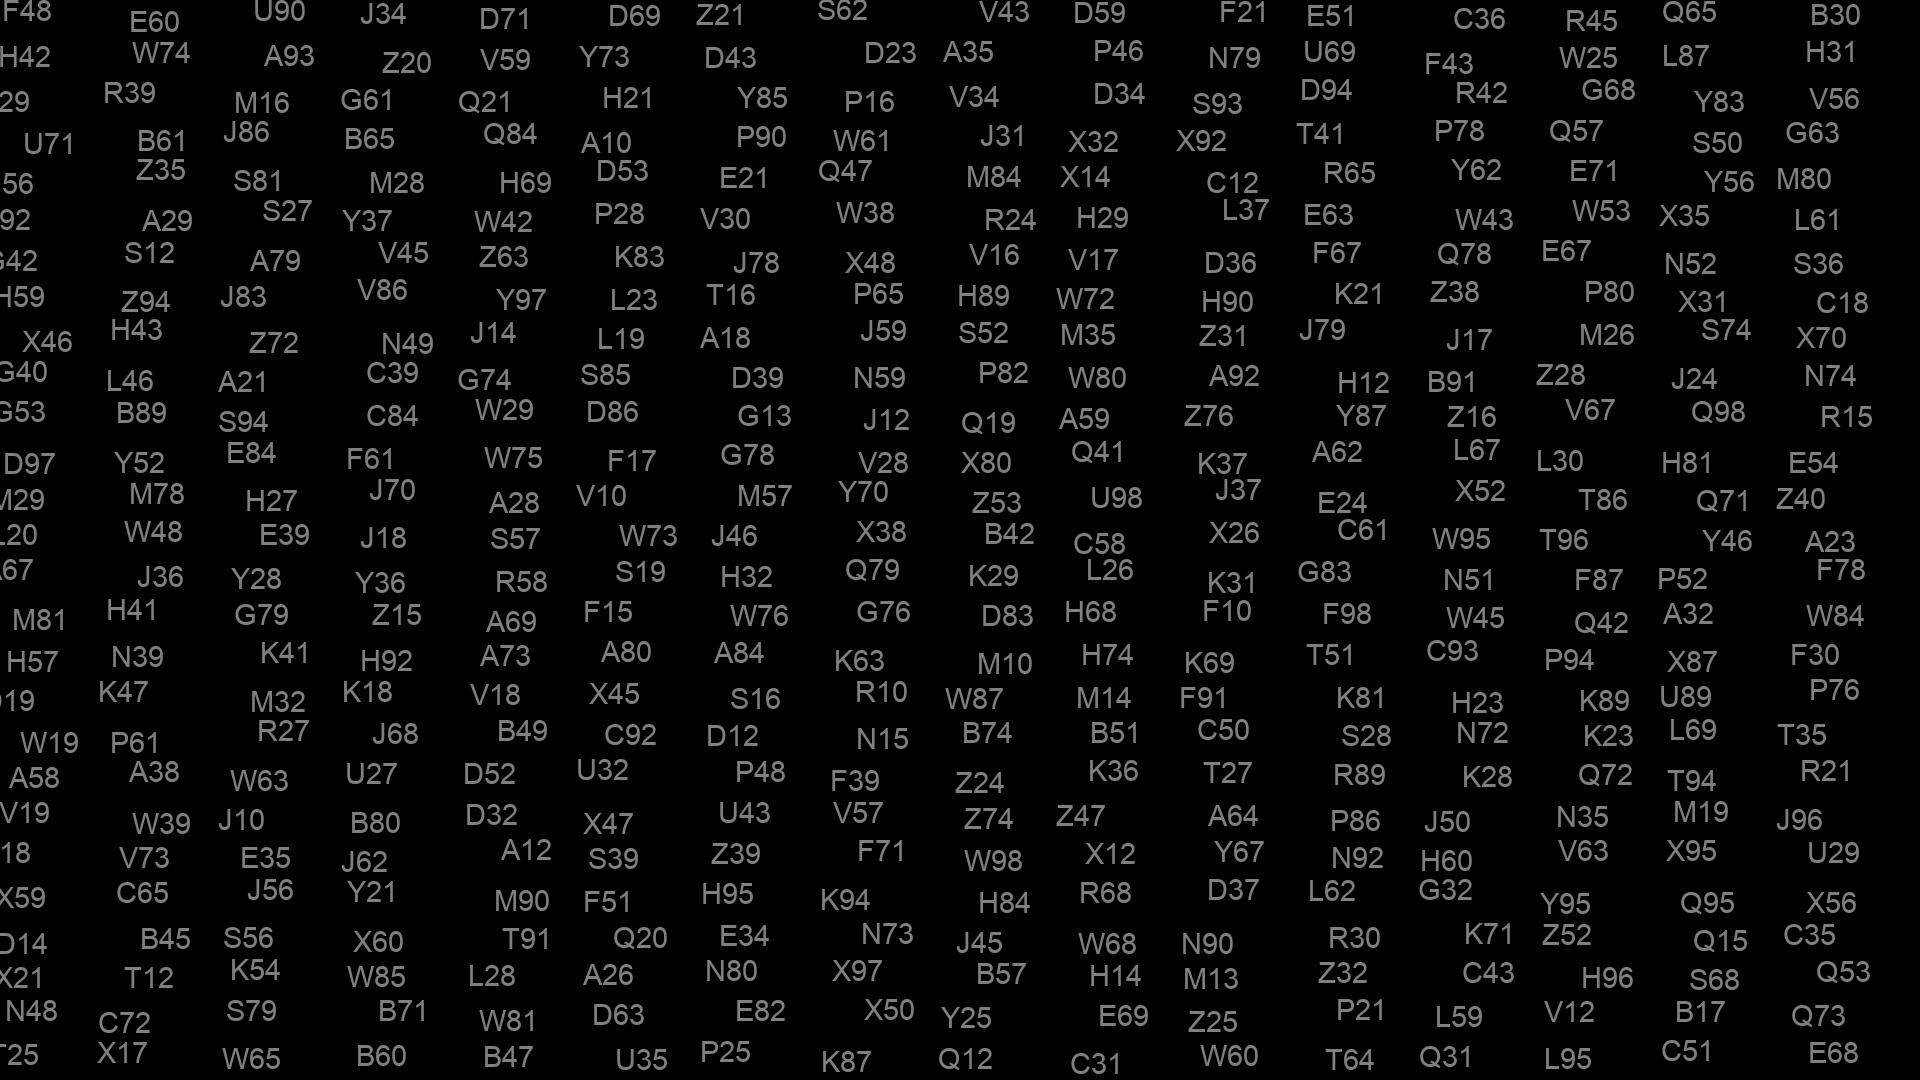 F48 E60 U90 J34 D71 D69 Z21 S62 V43 D59 F21 E51 C36 R45 Q65 B30
H42 W74 A93 Z20 V59 Y73 D43 D23 A35 P46 N79 U69 F43 W25 L87 H31
29 R39 M16 G61 Q21 H21 Y85 P16 V34 D34 S93 D94 R42 G68 Y83 V56
U71 B61 J86 B65 Q84 A10 P90 W61 J31 X32 X92 T41 P78 Q57 S50 G63
56 Z35 S81 M28 H69 D53 E21 Q47 M84 X14 C12 R65 Y62 E71 Y56 M80
92 A29 S27 Y37 W42 P28 V30 W38 R24 H29 L37 E63 W43 W53 X35 L61
G42 S12 A79 V45 Z63 K83 J78 X48 V16 V17 D36 F67 Q78 E67 N52 S36
H59 Z94 J83 V86 Y97 L23 T16 P65 H89 W72 H90 K21 Z38 P80 X31 C18
X46 H43 Z72 N49 J14 L19 A18 J59 S52 M35 Z31 J79 J17 M26 S74 X70
G40 L46 A21 C39 G74 S85 D39 N59 P82 W80 A92 H12 B91 Z28 J24 N74
G53 B89 S94 C84 W29 D86 G13 J12 Q19 A59 Z76 Y87 Z16 V67 Q98 R15
D97 Y52 E84 F61 W75 F17 G78 V28 X80 Q41 K37 A62 L67 L30 H81 E54
M29 M78 H27 J70 A28 V10 M57 Y70 Z53 U98 J37 E24 X52 T86 Q71 Z40
L20 W48 E39 J18 S57 W73 J46 X38 B42 C58 X26 C61 W95 T96 Y46 A23
67 J36 Y28 Y36 R58 S19 H32 Q79 K29 L26 K31 G83 N51 F87 P52 F78
M81 H41 G79 Z15 A69 F15 W76 G76 D83 H68 F10 F98 W45 Q42 A32 W84
H57 N39 K41 H92 A73 A80 A84 K63 M10 H74 K69 T51 C93 P94 X87 F30
19 K47 M32 K18 V18 X45 S16 R10 W87 M14 F91 K81 H23 K89 U89 P76
W19 P61 R27 J68 B49 C92 D12 N15 B74 B51 C50 S28 N72 K23 L69 T35
A58 A38 W63 U27 D52 U32 P48 F39 Z24 K36 T27 R89 K28 Q72 T94 R21
V19 W39 J10 B80 D32 X47 U43 V57 Z74 Z47 A64 P86 J50 N35 M19 J96
18 V73 E35 J62 A12 S39 Z39 F71 W98 X12 Y67 N92 H60 V63 X95 U29
X59 C65 J56 Y21 M90 F51 H95 K94 H84 R68 D37 L62 G32 Y95 Q95 X56
D14 B45 S56 X60 T91 Q20 E34 N73 J45 W68 N90 R30 K71 Z52 Q15 C35
X21 T12 K54 W85 L28 A26 N80 X97 B57 H14 M13 Z32 C43 H96 S68 Q53
N48 C72 S79 B71 W81 D63 E82 X50 Y25 E69 Z25 P21 L59 V12 B17 Q73
T25 X17 W65 B60 B47 U35 P25 K87 Q12 C31 W60 T64 Q31 L95 C51 E68